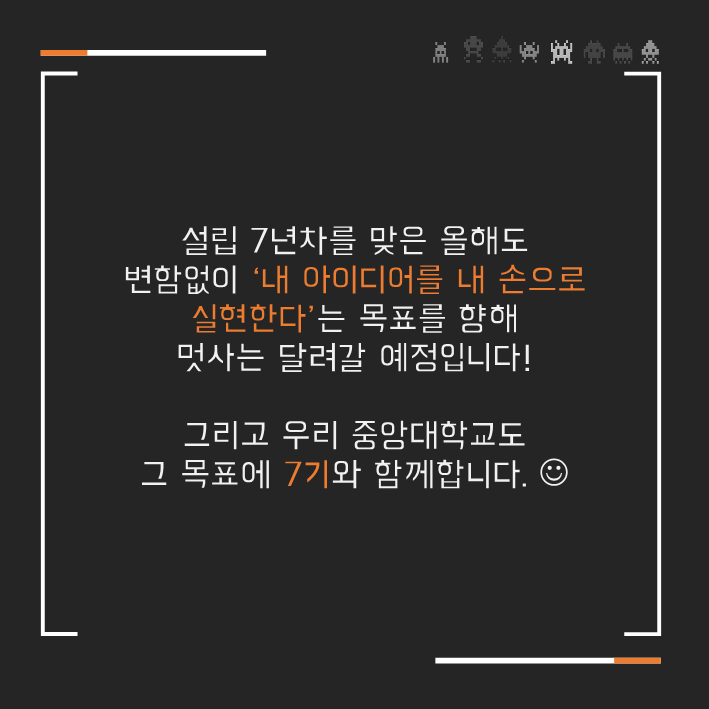 설립 7년차를 맞은 올해도
변함없이 ‘내 아이디어를 내 손으로
실현한다’는 목표를 향해
멋사는 달려갈 예정입니다!
그리고 우리 중앙대학교도
그 목표에 7기와 함께합니다. ☺